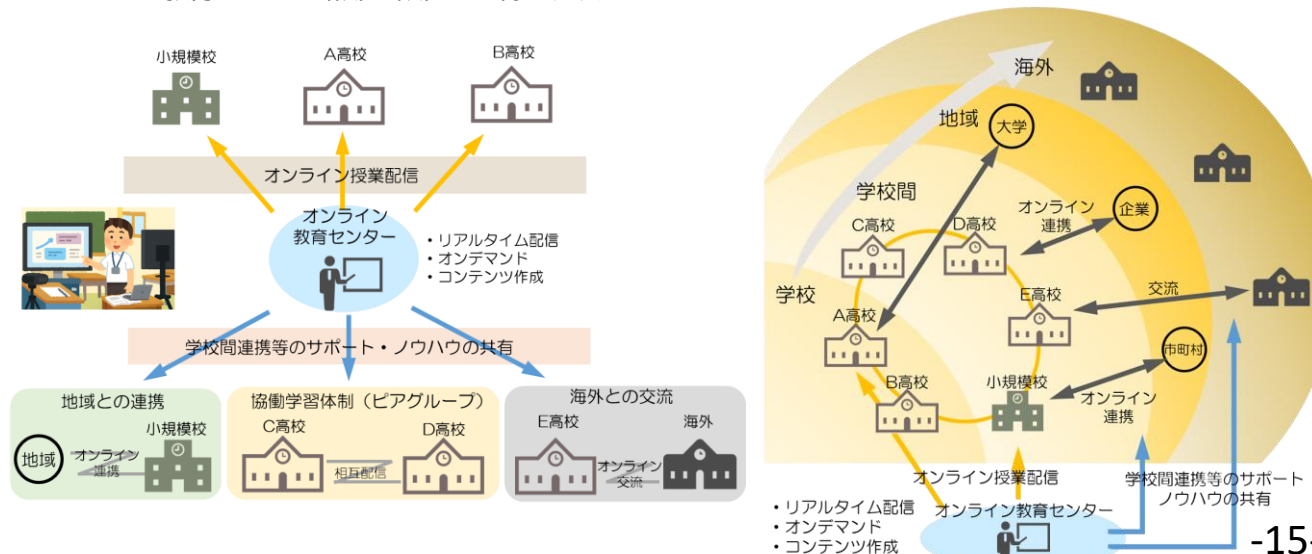 小規模校
A高校
B高校
オンライン授業配信
オンライン
教育センター
・リアルタイム配信
・オンデマンド
・コンテンツ作成
学校間連携等のサポート・ノウハウの共有
地域との連携
小規模校
地域
オンライン
連携
協働学習体制（ピアグループ）
C高校
D高校
相互配信
海外との交流
E高校
海外
オンライン
交流
海外
地域
大学
学校間
C高校
D高校
オンライン
連携
企業
学校
A高校
E高校
交流
B高校
小規模校
市町村
オンライン
連携
オンライン授業配信
学校間連携等のサポート
ノウハウの共有
・リアルタイム配信
・オンデマンド
・コンテンツ作成
オンライン教育センター
-15-